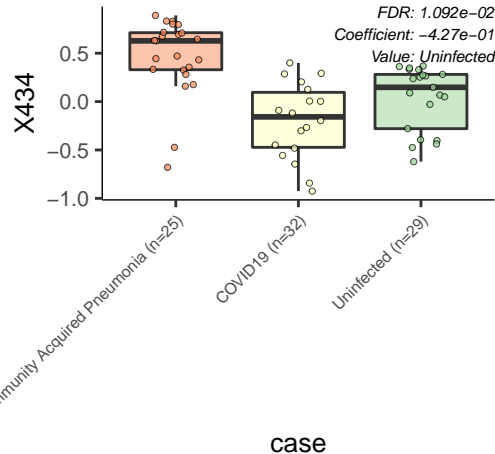 FDR: 1.092e−02
Coefficient: −4.27e−01
Value: Uninfected
X434
0.5
0.0
−0.5
−1.0
Acquired Pneumonia (n=25)
COVID19 (n=32)
Uninfected (n=29)
case